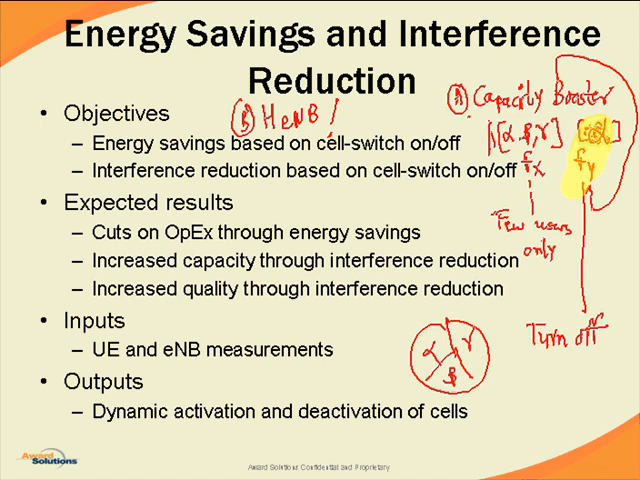 Energy Savings and Interference
Reduction
• Objectives
– Energy savings based on cell-switch on/off
– Interference reduction based on cell-switch on/off
• Expected results
– Cuts on OpEx through energy savings
– Increased capacity through interference reduction
– Increased quality through interference reduction
• Inputs
– UE and eNB measurements
• Outputs
– Dynamic activation and deactivation of cells
(B) HeNB!
(A) Capacity Booster
[α, β, γ]
fx
fy
Few users
only
Turn off
α γ
β
Award
Solutions
Award Solutions Confidential and Proprietary